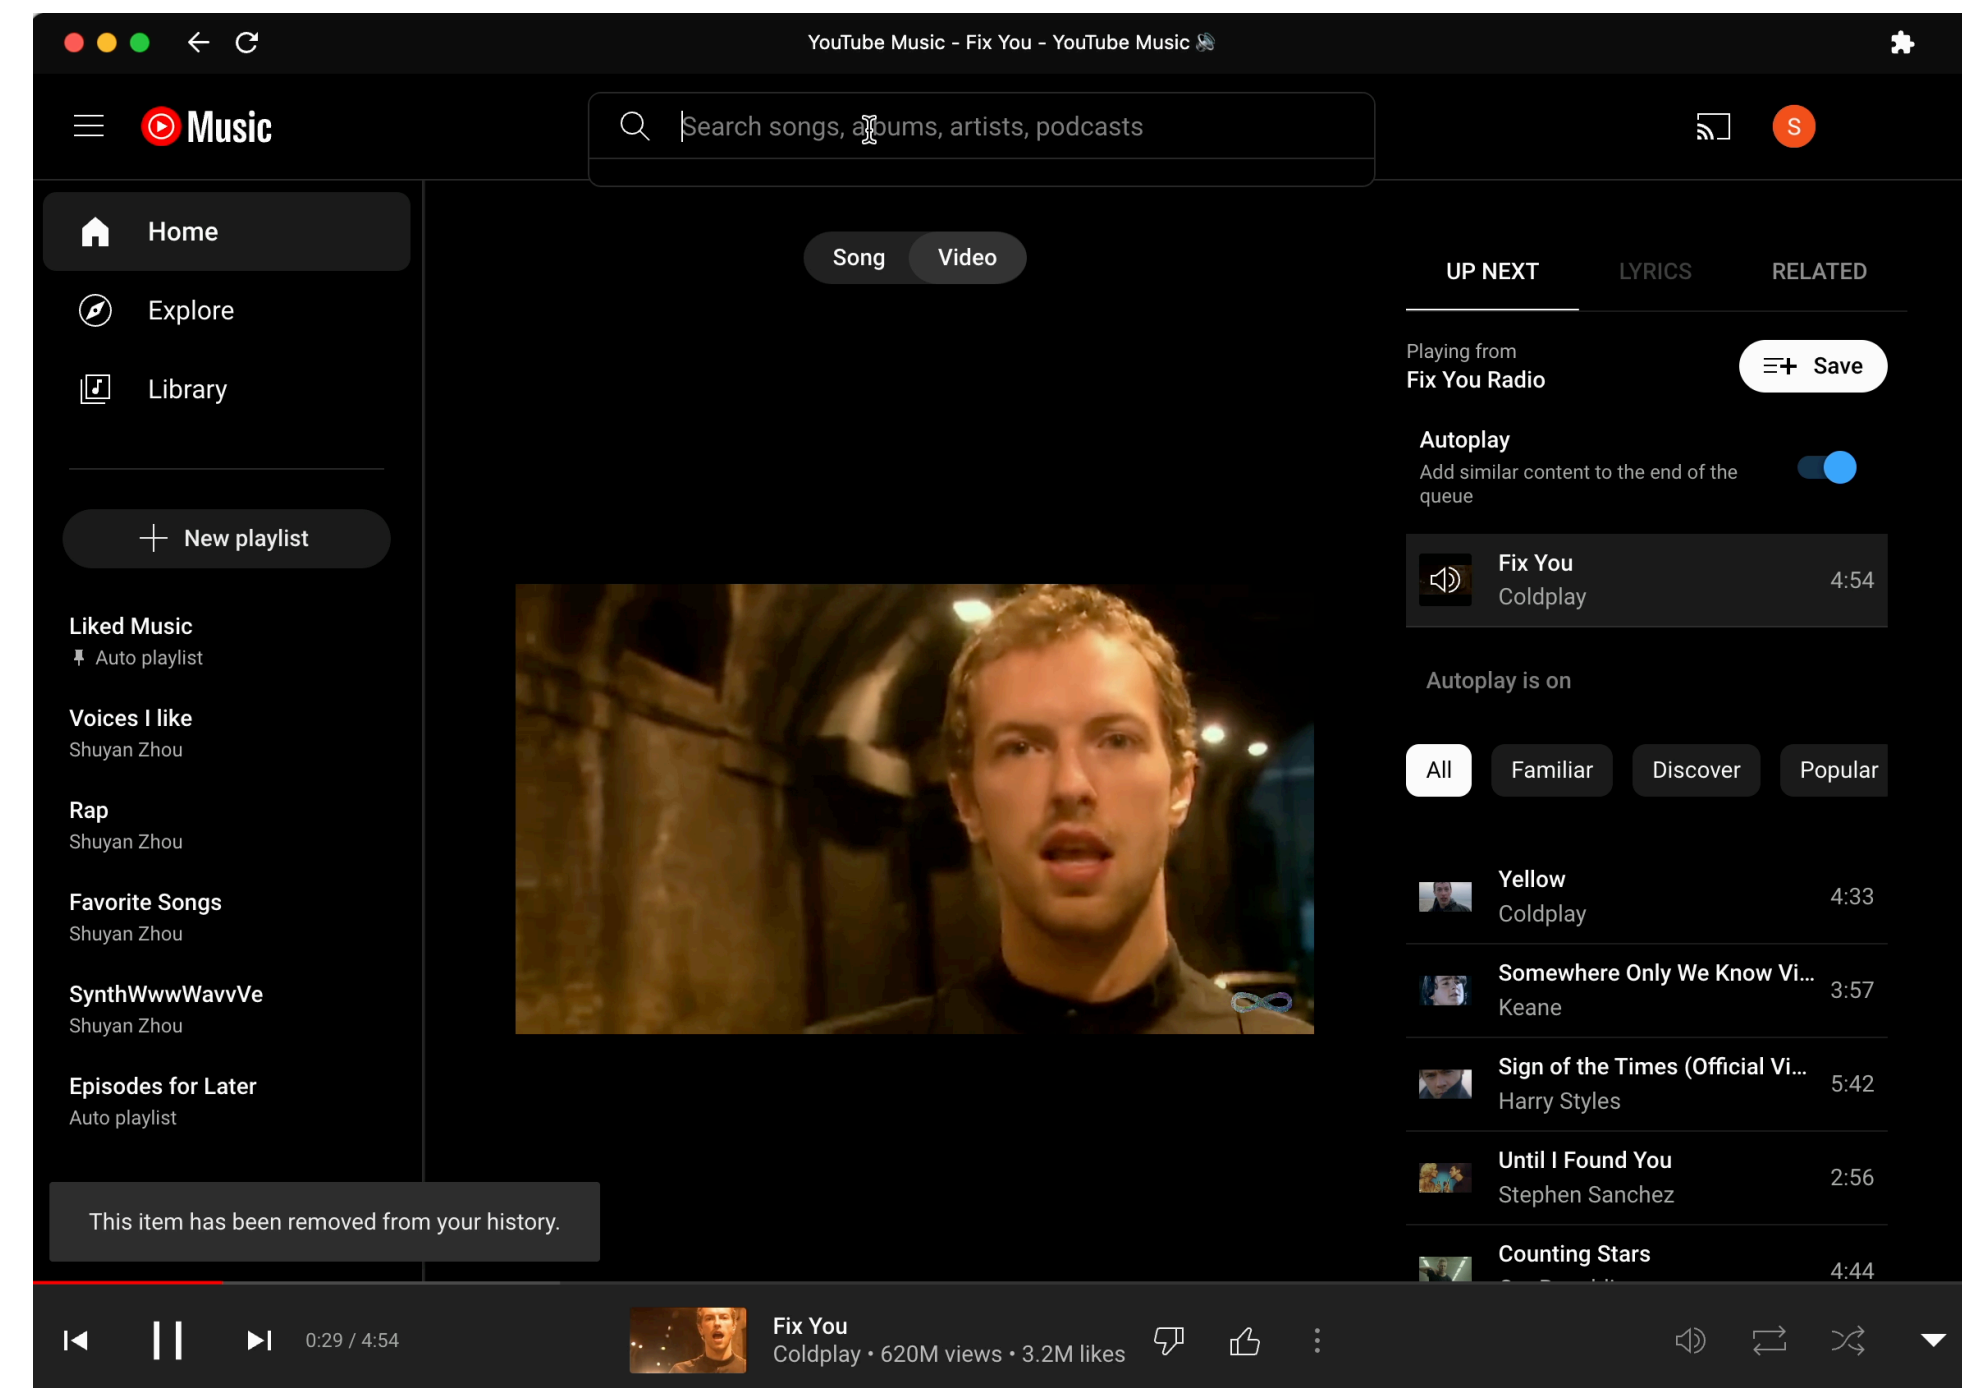 YouTube Music - Fix You - YouTube Music
Music
Search songs, albums, artists, podcasts
S
Home
Explore
Library
New playlist
Liked Music
Auto playlist
Voices I like
Shuyan Zhou
Rap
Shuyan Zhou
Favorite Songs
Shuyan Zhou
SynthWwwWavvVe
Shuyan Zhou
Episodes for Later
Auto playlist
This item has been removed from your history.
Song Video
UP NEXT LYRICS RELATED
Playing from
Fix You Radio
Save
Autoplay
Add similar content to the end of the
queue
Fix You
Coldplay
4:54
Autoplay is on
All Familiar Discover Popular
Yellow
Coldplay
4:33
Somewhere Only We Know Vi...
Keane
3:57
Sign of the Times (Official Vi...
Harry Styles
5:42
Until I Found You
Stephen Sanchez
2:56
Counting Stars
4:44
0:29 / 4:54
Fix You
Coldplay • 620M views • 3.2M likes